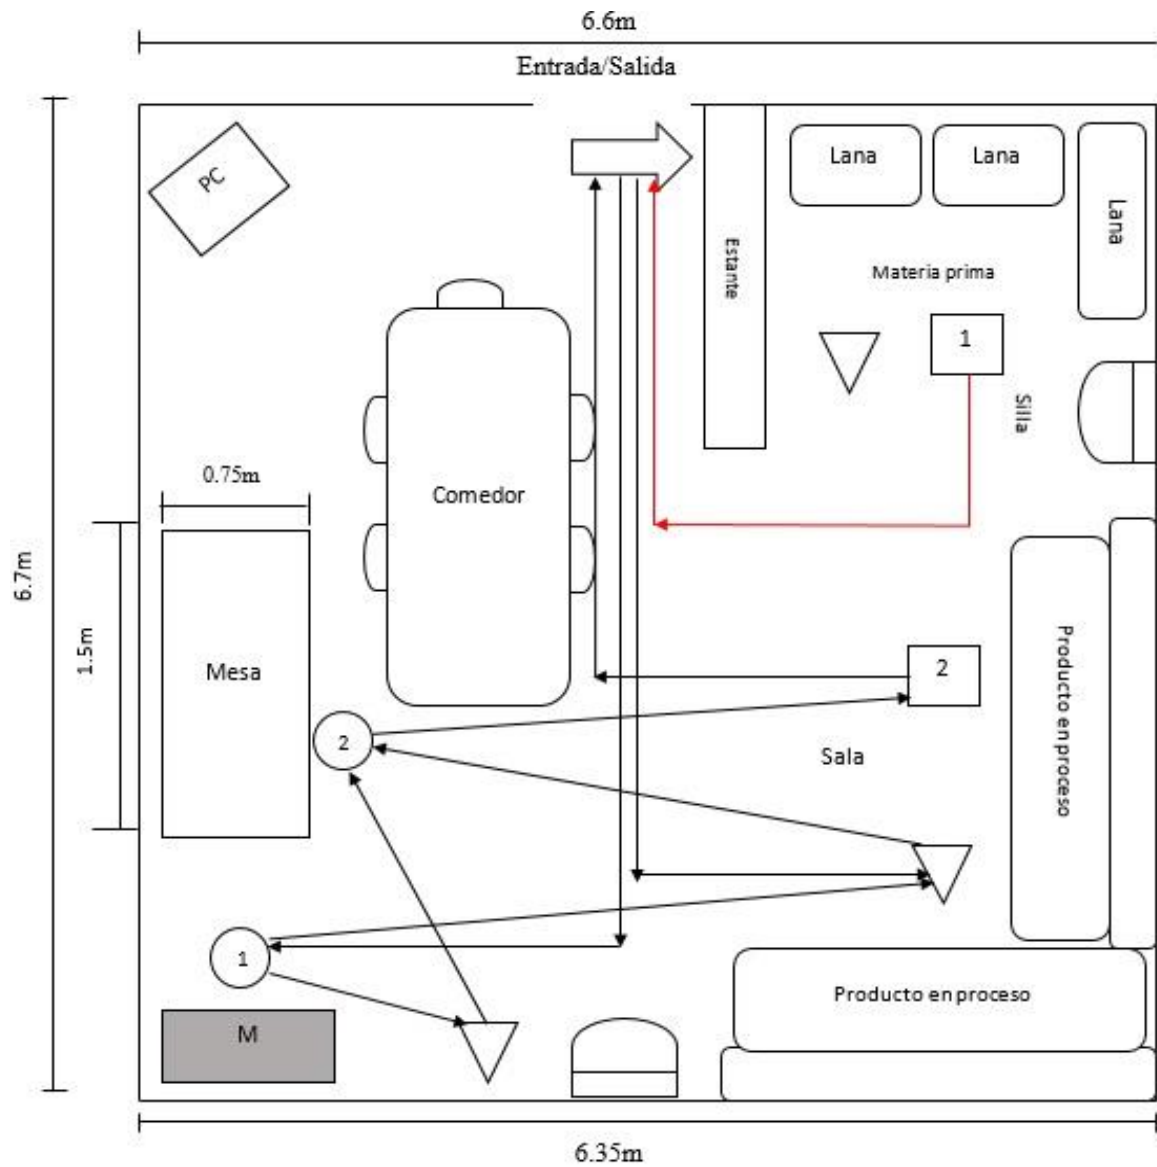 6.6m
Entrada/Salida
PC
Estante
Lana
Lana
Lana
Materia prima
1
Silla
0.75m
Comedor
6.7m
1.5m
Mesa
2
2
Sala
Producto en proceso
1
M
Producto en proceso
6.35m